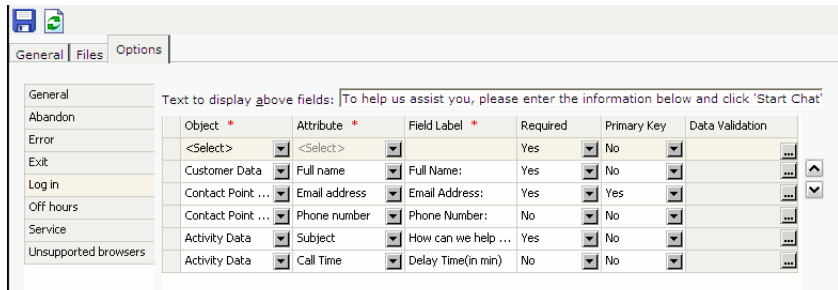 General Files Options
General
Abandon
Error
Exit
Log in
Off hours
Service
Unsupported browsers
Text to display above fields: To help us assist you, please enter the information below and click 'Start Chat'
Object * Attribute * Field Label * Required Primary Key Data Validation
<Select> <Select> Yes No ...
Customer Data Full name Full Name: Yes No ...
Contact Point ... Email address Email Address: Yes Yes ...
Contact Point ... Phone number Phone Number: No No ...
Activity Data Subject How can we help ... Yes No ...
Activity Data Call Time Delay Time(in min) No No ...